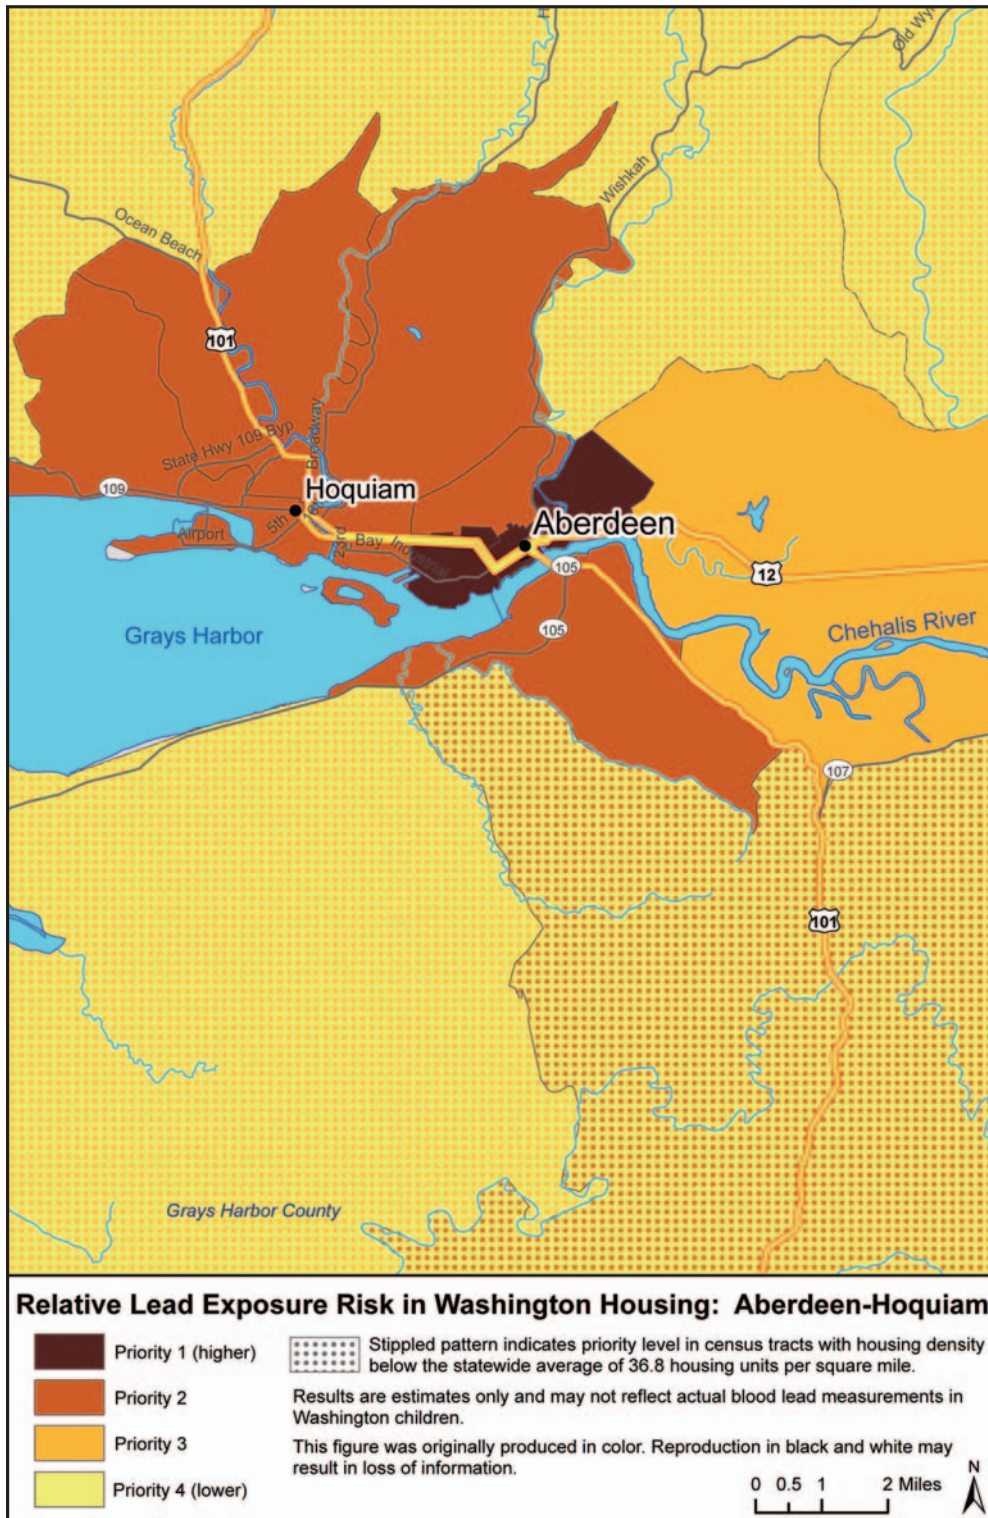 Old Wy
Wishkah
Ocean Beach
101
State Hwy 109 Byp
Broadway
109
Hoquiam
5th
Airport
23rd
Bay
Industrial
Aberdeen
105
12
105
Grays Harbor
Chehalis River
107
101
Grays Harbor County
Relative Lead Exposure Risk in Washington Housing: Aberdeen-Hoquiam
Priority 1 (higher)
Priority 2
Priority 3
Priority 4 (lower)
Stippled pattern indicates priority level in census tracts with housing density
below the statewide average of 36.8 housing units per square mile.
Results are estimates only and may not reflect actual blood lead measurements in
Washington children.
This figure was originally produced in color. Reproduction in black and white may
result in loss of information.
N
0 0.5 1 2 Miles